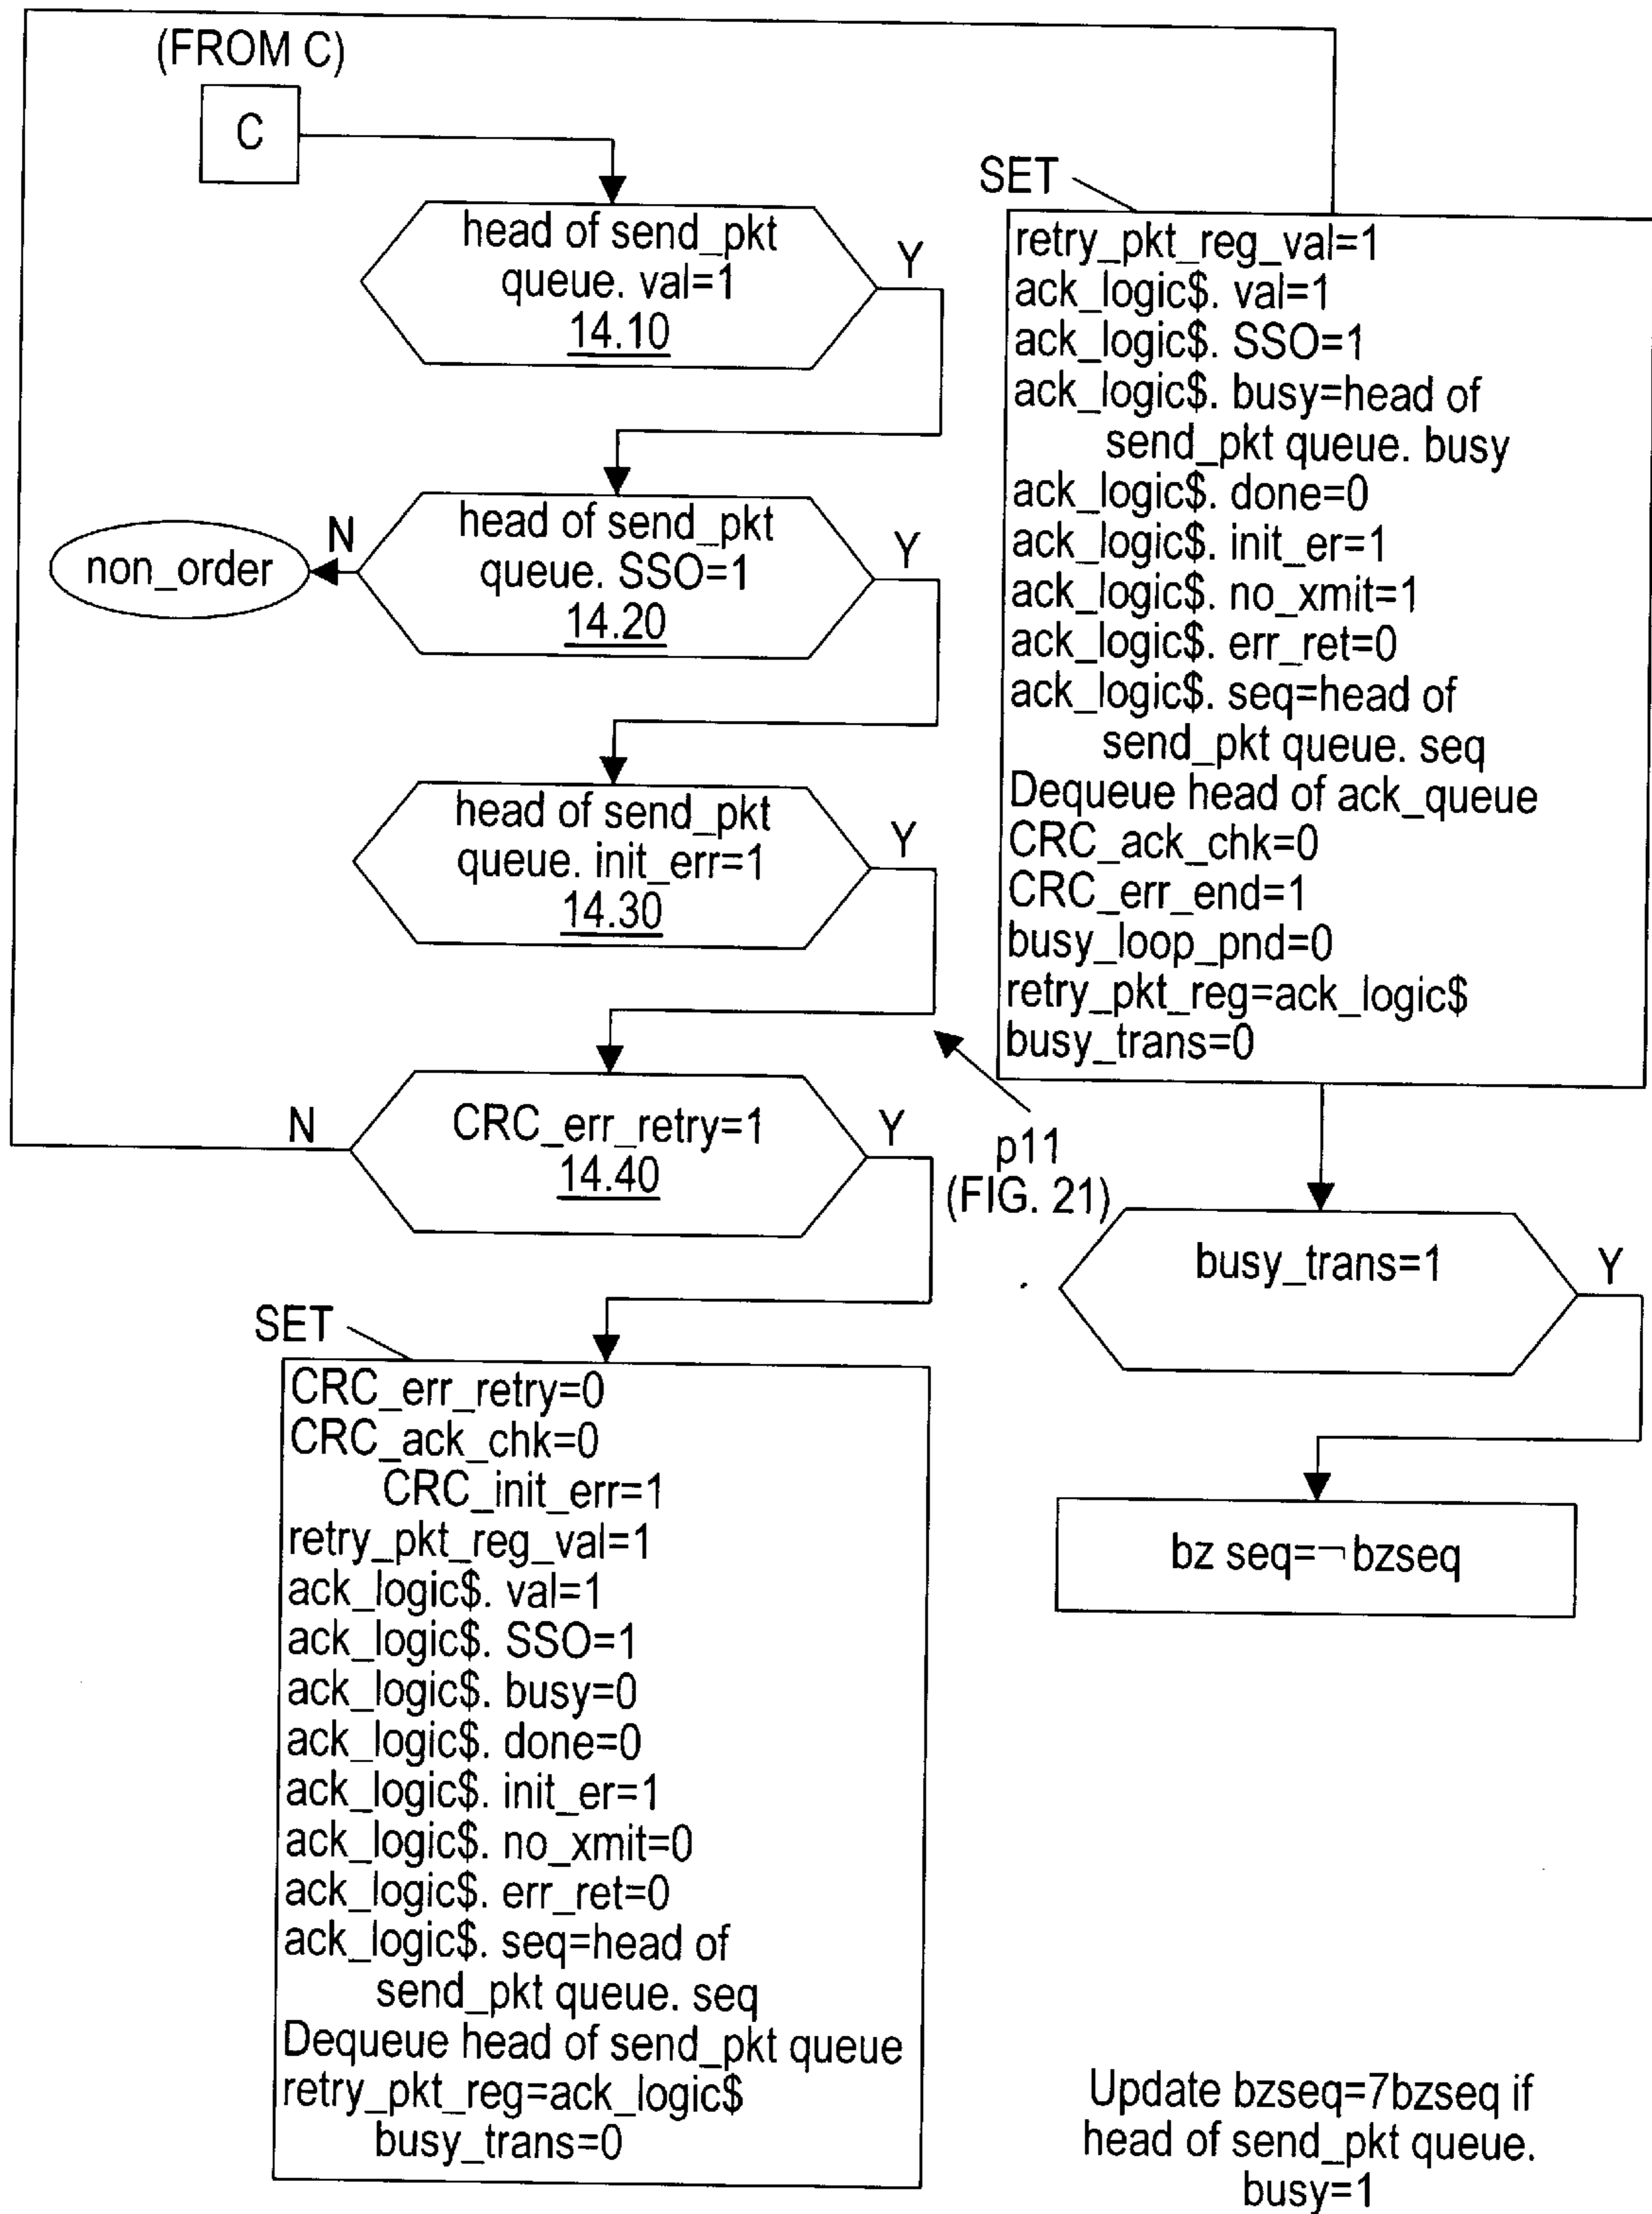 (FROM C)
C
head of send_pkt
queue. val=1
14.10
Y
head of send_pkt
queue. SSO=1
14.20
N
Y
non_order
head of send_pkt
queue. init_err=1
14.30
Y
CRC_err_retry=1
14.40
N
Y
p11
(FIG. 21)
SET
CRC_err_retry=0
CRC_ack_chk=0
CRC_init_err=1
retry_pkt_reg_val=1
ack_logic$. val=1
ack_logic$. SSO=1
ack_logic$. busy=0
ack_logic$. done=0
ack_logic$. init_er=1
ack_logic$. no_xmit=0
ack_logic$. err_ret=0
ack_logic$. seq=head of
send_pkt queue. seq
Dequeue head of send_pkt queue
retry_pkt_reg=ack_logic$
busy_trans=0
SET
retry_pkt_reg_val=1
ack_logic$. val=1
ack_logic$. SSO=1
ack_logic$. busy=head of
send_pkt queue. busy
ack_logic$. done=0
ack_logic$. init_er=1
ack_logic$. no_xmit=1
ack_logic$. err_ret=0
ack_logic$. seq=head of
send_pkt queue. seq
Dequeue head of ack_queue
CRC_ack_chk=0
CRC_err_end=1
busy_loop_pnd=0
retry_pkt_reg=ack_logic$
busy_trans=0
busy_trans=1
Y
bz seq=¬bzseq
Update bzseq=7bzseq if
head of send_pkt queue.
busy=1